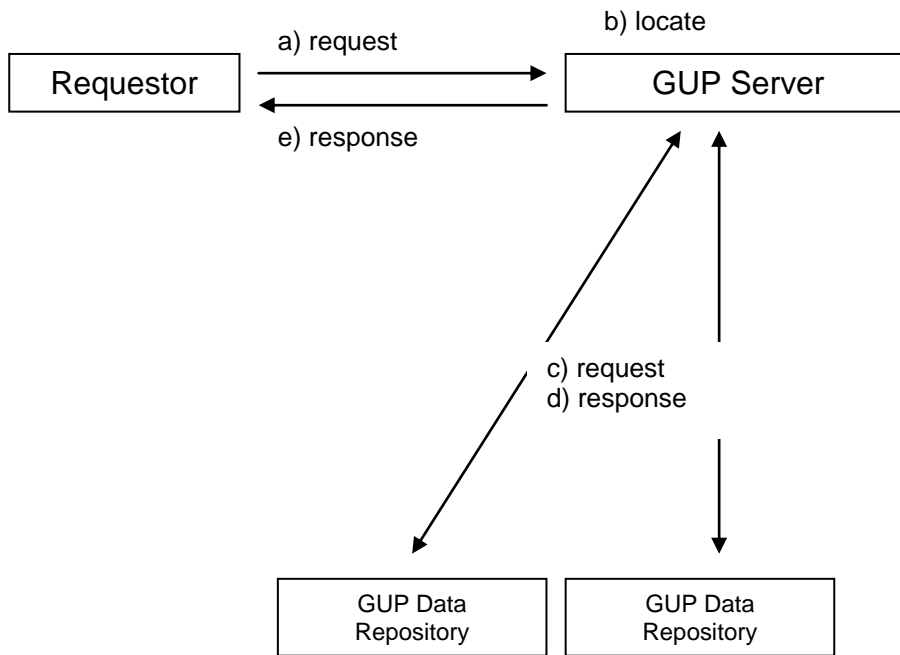 b) locate
a) request
Requestor
GUP Server
e) response
c) request
d) response
GUP Data
Repository
GUP Data
Repository